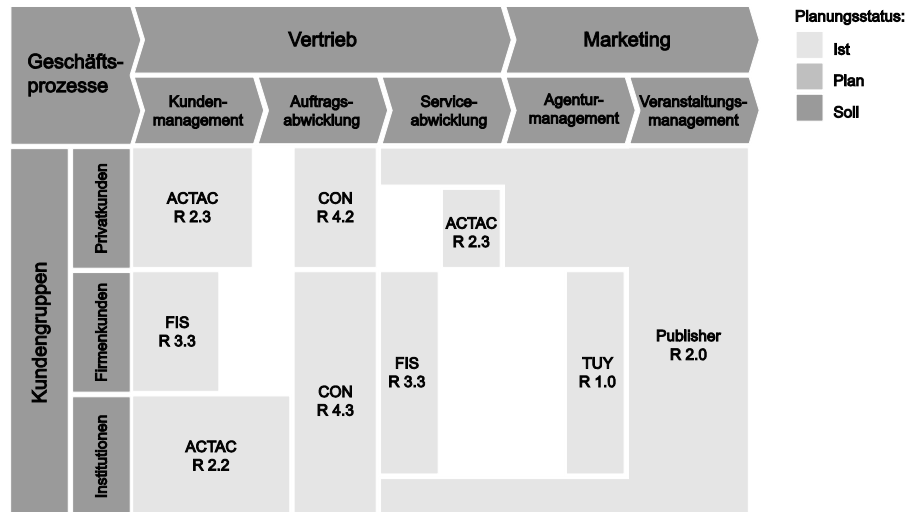 Planungsstatus:
Ist
Plan
Soll
Geschäfts-
prozesse
Vertrieb
Marketing
Kunden-
management
Auftrags-
abwicklung
Service-
abwicklung
Agentur-
management
Veranstaltungs-
management
Kundengruppen
Privatkunden
Firmenkunden
Institutionen
ACTAC
R 2.3
CON
R 4.2
ACTAC
R 2.3
FIS
R 3.3
CON
R 4.3
FIS
R 3.3
TUY
R 1.0
Publisher
R 2.0
ACTAC
R 2.2